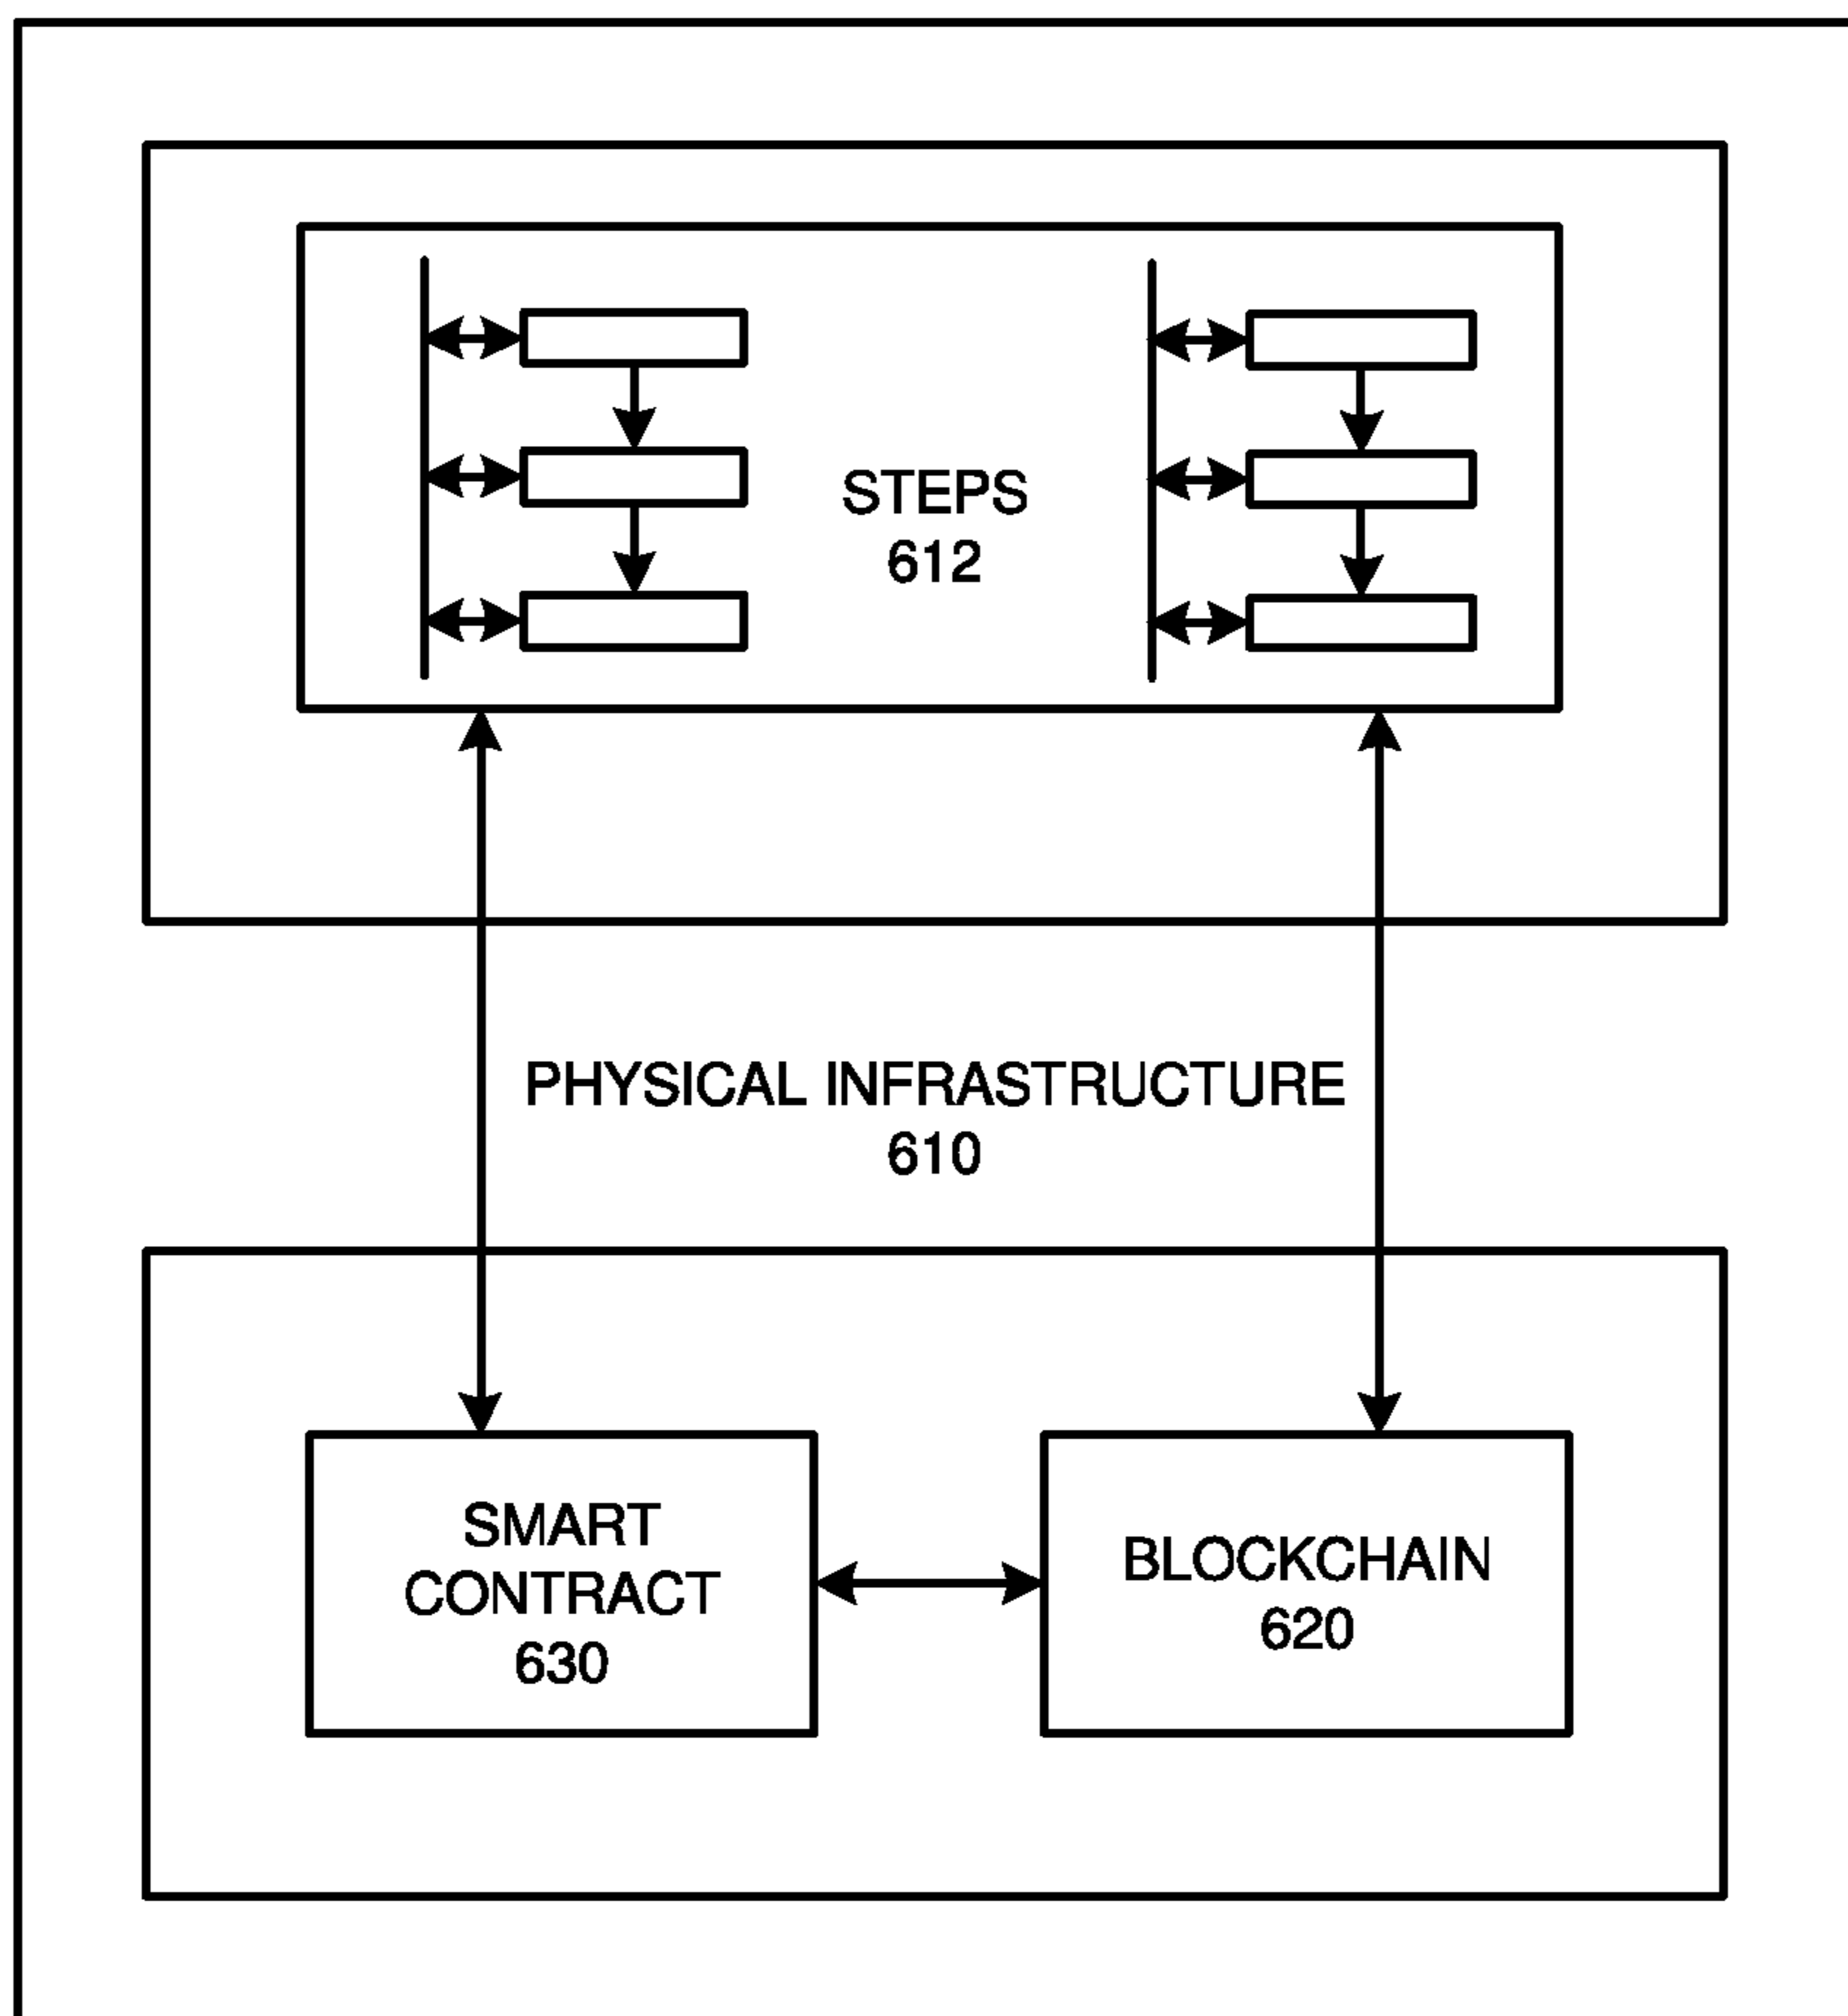 STEPS
612
PHYSICAL INFRASTRUCTURE
610
SMART
CONTRACT
630
BLOCKCHAIN
620